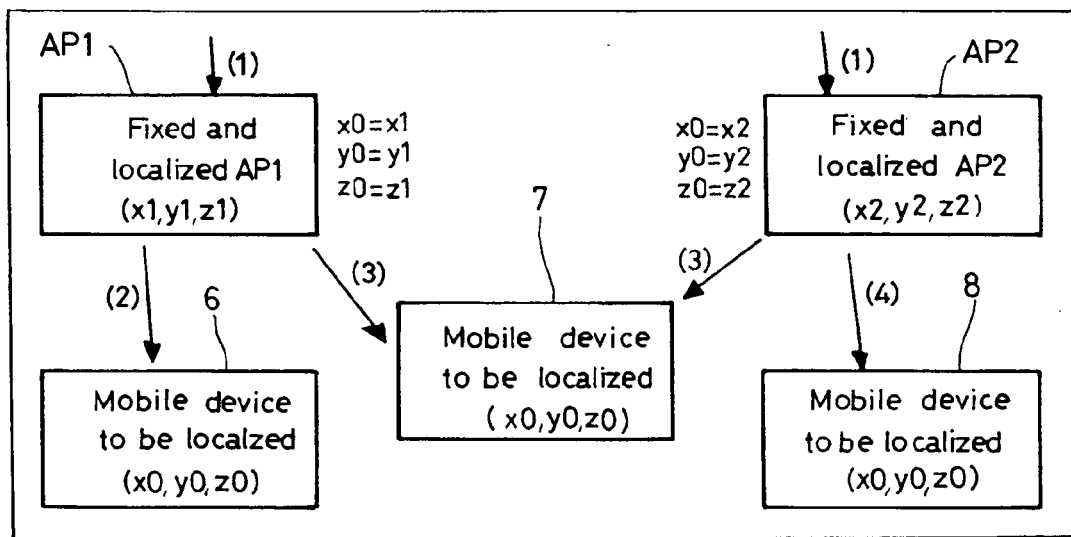 AP1
(1)
(1)
AP2
Fixed and
localized AP1
(x1,y1,z1)
x0=x1
y0=y1
z0=z1
x0=x2
y0=y2
z0=z2
Fixed and
localized AP2
(x2,y2,z2)
7
(2)
6
(3)
(3)
(4)
8
Mobile device
to be localzed
(x0,y0,z0)
Mobile device
to be localized
(x0,y0,z0)
Mobile device
to be localized
(x0,y0,z0)